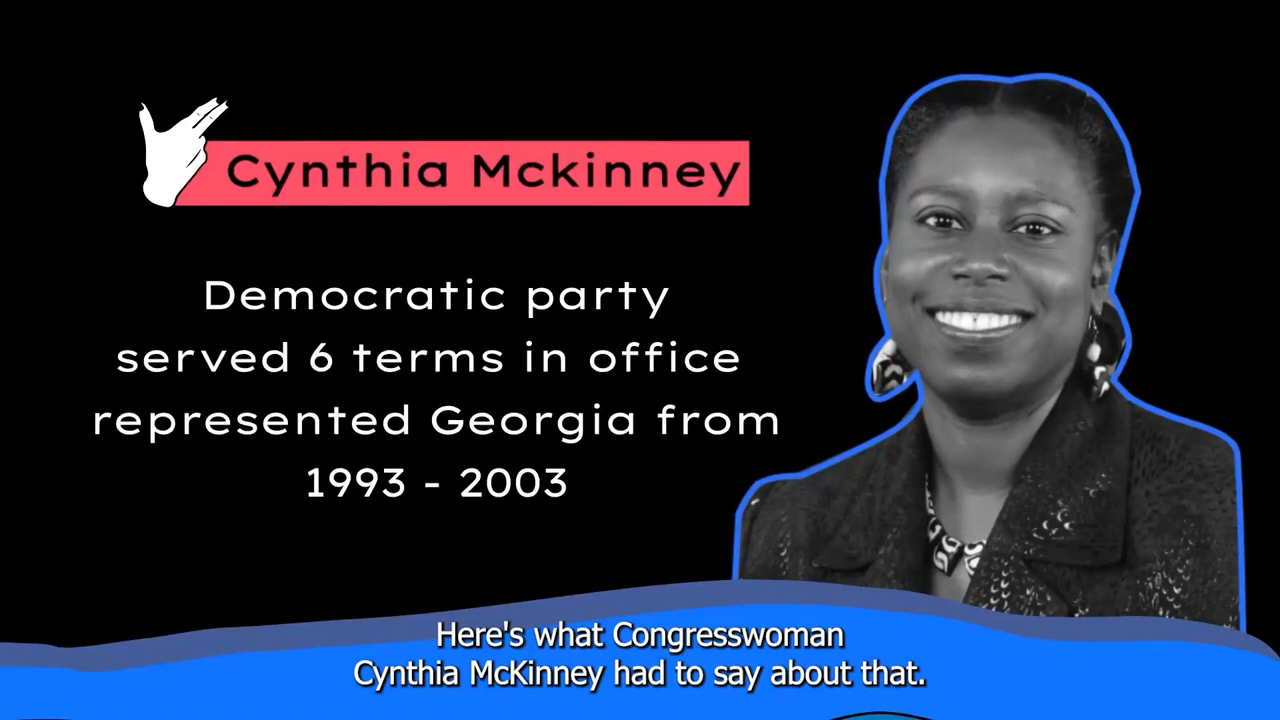 Cynthia Mckinney
Democratic party
served 6 terms in office
represented Georgia from
1993 - 2003
Here's what Congresswoman
Cynthia McKinney had to say about that.